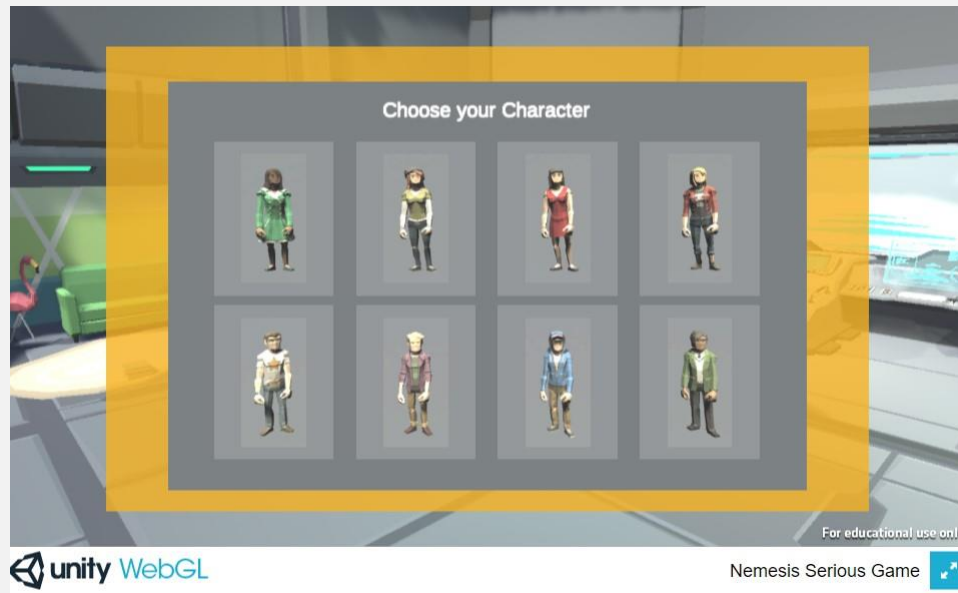 Choose your Character
For educational use onl
unity WebGL
Nemesis Serious Game